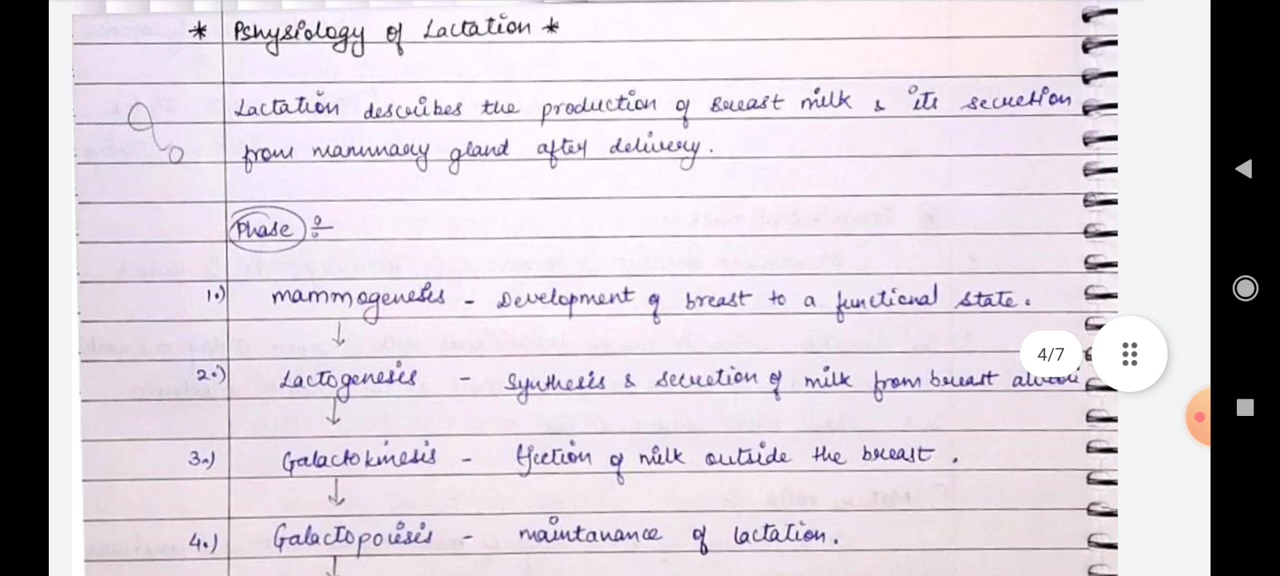 * Pshysiology of Lactation *
Lactation describes the production of breast milk & its secretion
from mammary gland after delivery.
Phase ÷
1.) mammogenesis - Development of breast to a functional state.
↓
2.) Lactogenesis - synthesis & secretion of milk from breast alveoli
↓
3.) Galactokinesis - Ejection of milk outside the breast.
↓
4.) Galactopoiesis - maintanance of lactation.
↓
4/7